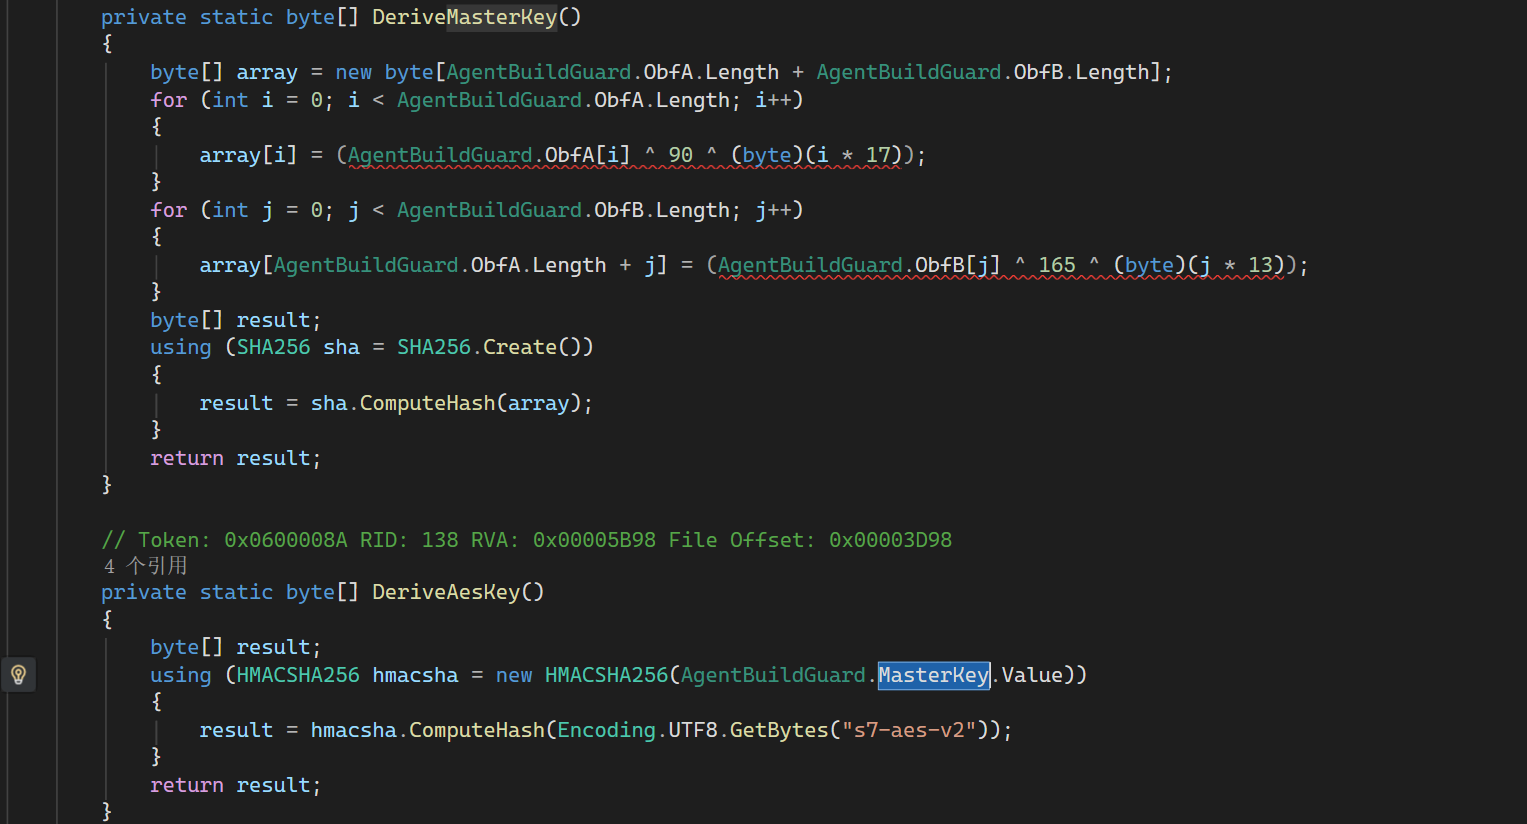 private static byte[] DeriveMasterKey()
{
byte[] array = new byte[AgentBuildGuard.ObfA.Length + AgentBuildGuard.ObfB.Length];
for (int i = 0; i < AgentBuildGuard.ObfA.Length; i++)
{
array[i] = (AgentBuildGuard.ObfA[i] ^ 90 ^ (byte)(i * 17));
}
for (int j = 0; j < AgentBuildGuard.ObfB.Length; j++)
{
array[AgentBuildGuard.ObfA.Length + j] = (AgentBuildGuard.ObfB[j] ^ 165 ^ (byte)(j * 13));
}
byte[] result;
using (SHA256 sha = SHA256.Create())
{
result = sha.ComputeHash(array);
}
return result;
}
// Token: 0x0600008A RID: 138 RVA: 0x00005B98 File Offset: 0x00003D98
4 个引用
private static byte[] DeriveAesKey()
{
byte[] result;
using (HMACSHA256 hmacsha = new HMACSHA256(AgentBuildGuard.MasterKey.Value))
{
result = hmacsha.ComputeHash(Encoding.UTF8.GetBytes("s7-aes-v2"));
}
return result;
}